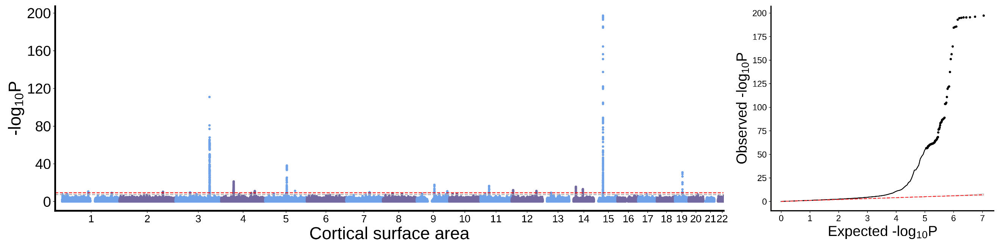 200
160
120
80
40
0
-log10P
1 2 3 4 5 6 7 8 9 10 11 12 13 14 15 16 17 18 19 20 21 22
Cortical surface area
200
175
150
125
100
75
50
25
0
Observed -log10P
0 1 2 3 4 5 6 7
Expected -log10P